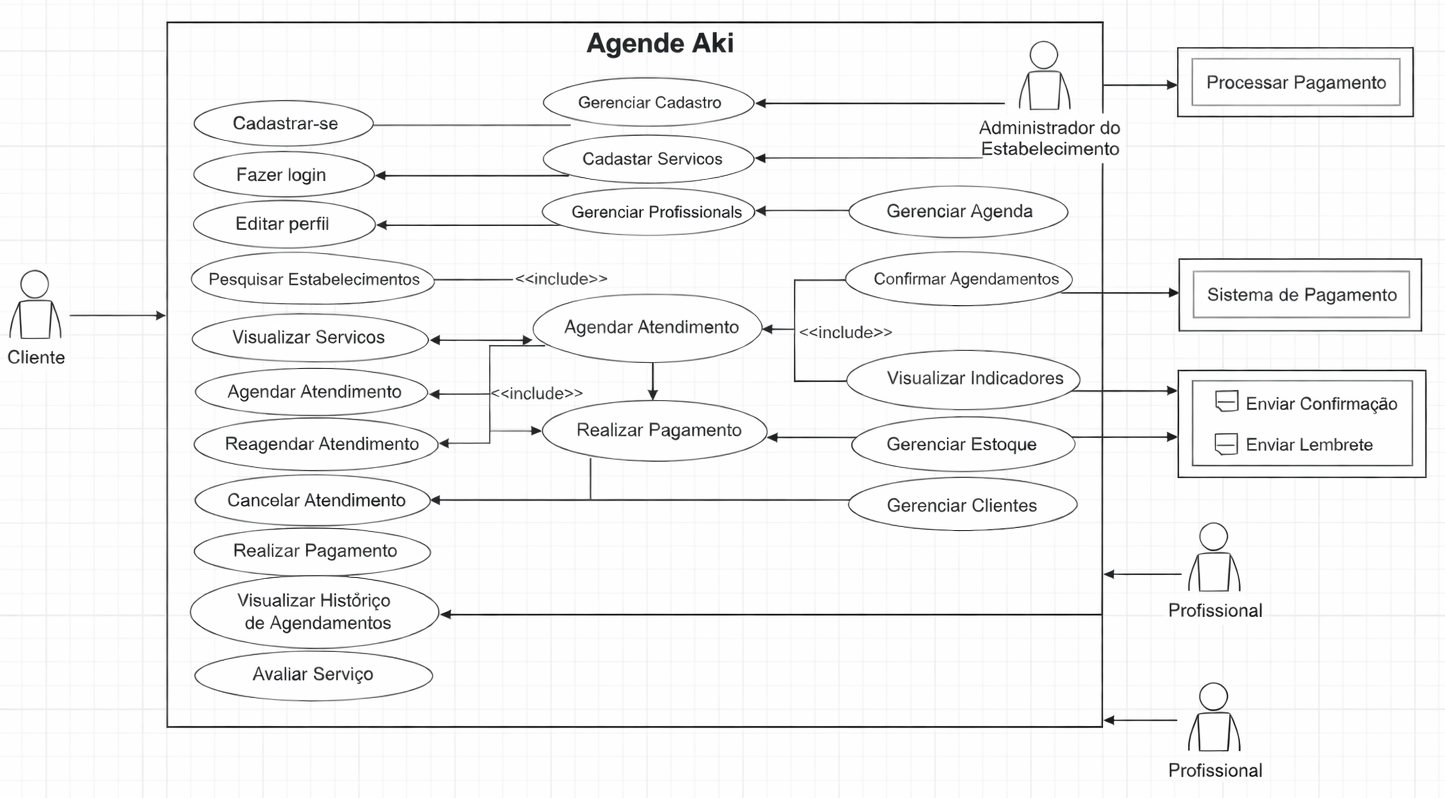 Agende Aki
Cadastrar-se
Fazer login
Editar perfil
Pesquisar Estabelecimentos
Visualizar Servicos
Agendar Atendimento
Reagendar Atendimento
Cancelar Atendimento
Realizar Pagamento
Visualizar Histőriço
de Agendamentos
Avaliar Serviço
Cliente
Gerenciar Cadastro
Cadastar Servicos
Gerenciar Profissionals
<<include>>
Agendar Atendimento
<<include>>
Realizar Pagamento
Administrador do
Estabelecimento
Gerenciar Agenda
Confirmar Agendamentos
<<include>>
Visualizar Indicadores
Gerenciar Estoque
Gerenciar Clientes
Processar Pagamento
Sistema de Pagamento
Enviar Confirmação
Enviar Lembrete
Profissional
Profissional